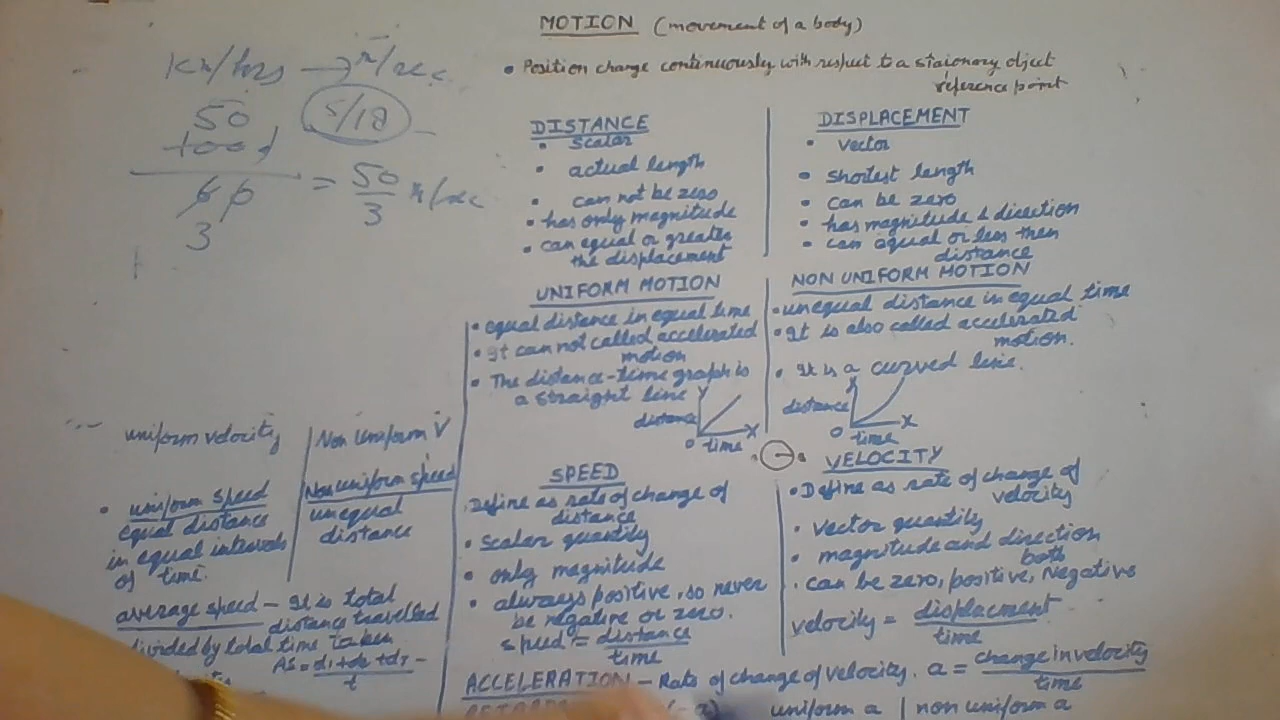 MOTION (movement of a body)
• Position change continuously with respect to a staionary object
reference point
Km/hrs → m/sec
50
5/18
= 50/3 m/sec
60
3
DISTANCE
• scalar
• actual length
• can not be zero
• has only magnitude
• can equal or greater
the displacement
DISPLACEMENT
• vector
• shortest length
• can be zero
• has magnitude & direction
• can equal or less then
distance
UNIFORM MOTION
• equal distance in equal time
• It can not called accelerated
motion
• The distance-time graph is
a straight line
Y
distance
O time X
NON UNIFORM MOTION
• unequal distance in equal time
• It is also called accelerated
motion.
• It is a curved line.
Y
distance
O time X
uniform velocity
• uniform speed
equal distance
in equal intervals
of time.
Non Uniform V
Non uniform speed
unequal
distance
average speed - It is total
distance travelled
divided by total time taken
SPEED
Define as rate of change of
distance
• Scalar quantity
• only magnitude
• always positive, so never
be negative or zero.
speed = distance/time
VELOCITY
• Define as rate of change of
velocity
• vector quantity
• magnitude and direction
both
• can be zero, positive, Negative
velocity = displacment/time
ACCELERATION - Rate of change of velocity. a = change in velocity/time
uniform a | non uniform a